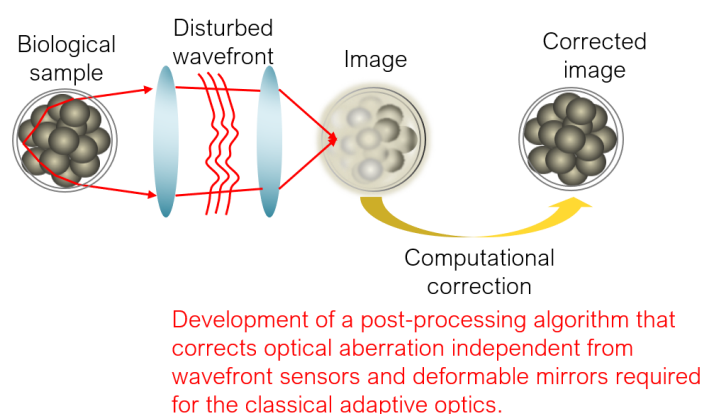 Biological
sample
Disturbed
wavefront
Image
Corrected
image
Computational
correction
Development of a post-processing algorithm that
corrects optical aberration independent from
wavefront sensors and deformable mirrors required
for the classical adaptive optics.